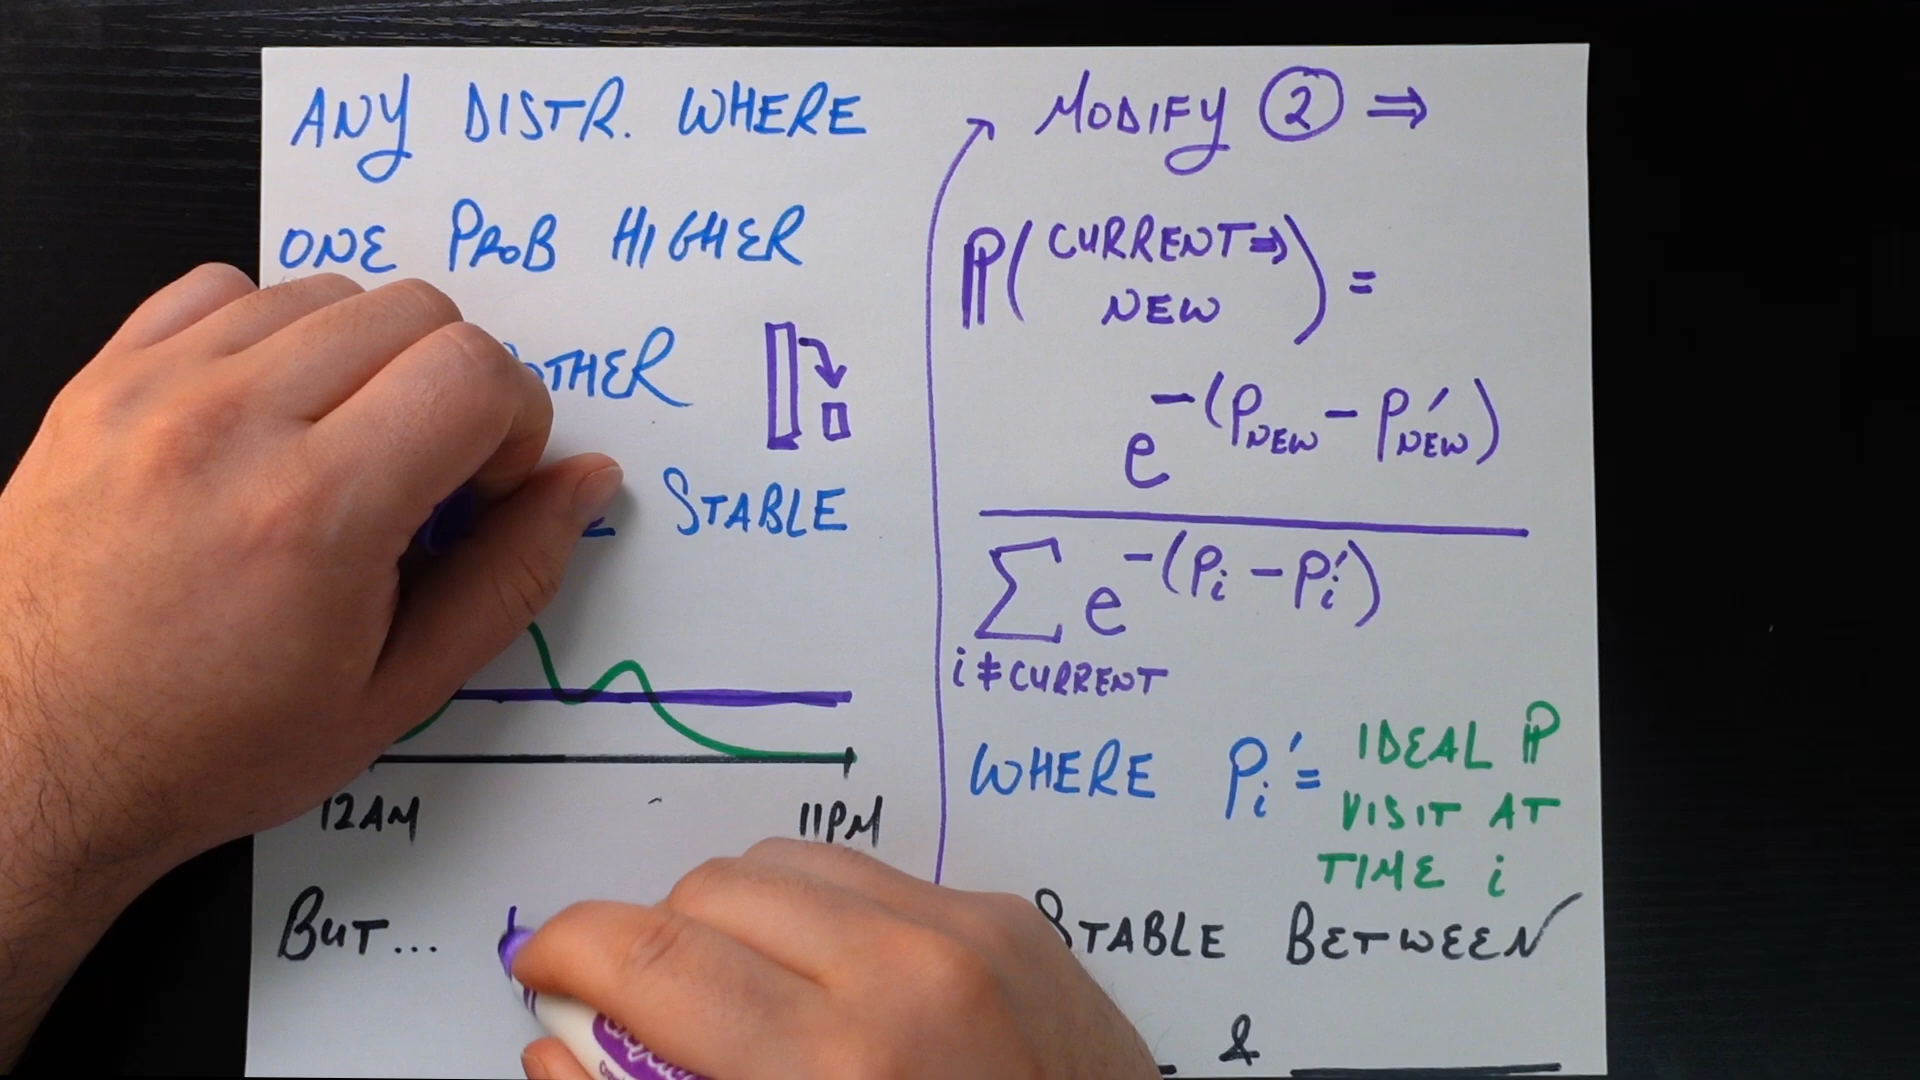 ANY DISTR. WHERE
ONE PROB HIGHER
OTHER
STABLE
12AM 11PM
BUT...
MODIFY ② ⇒
ℙ(CURRENT ⇒
NEW) =
e^-(P_NEW - P'_NEW)
∑ e^-(P_i - P'_i)
i ≠ CURRENT
WHERE P_i' = IDEAL ℙ
VISIT AT
TIME i
STABLE BETWEEN
&